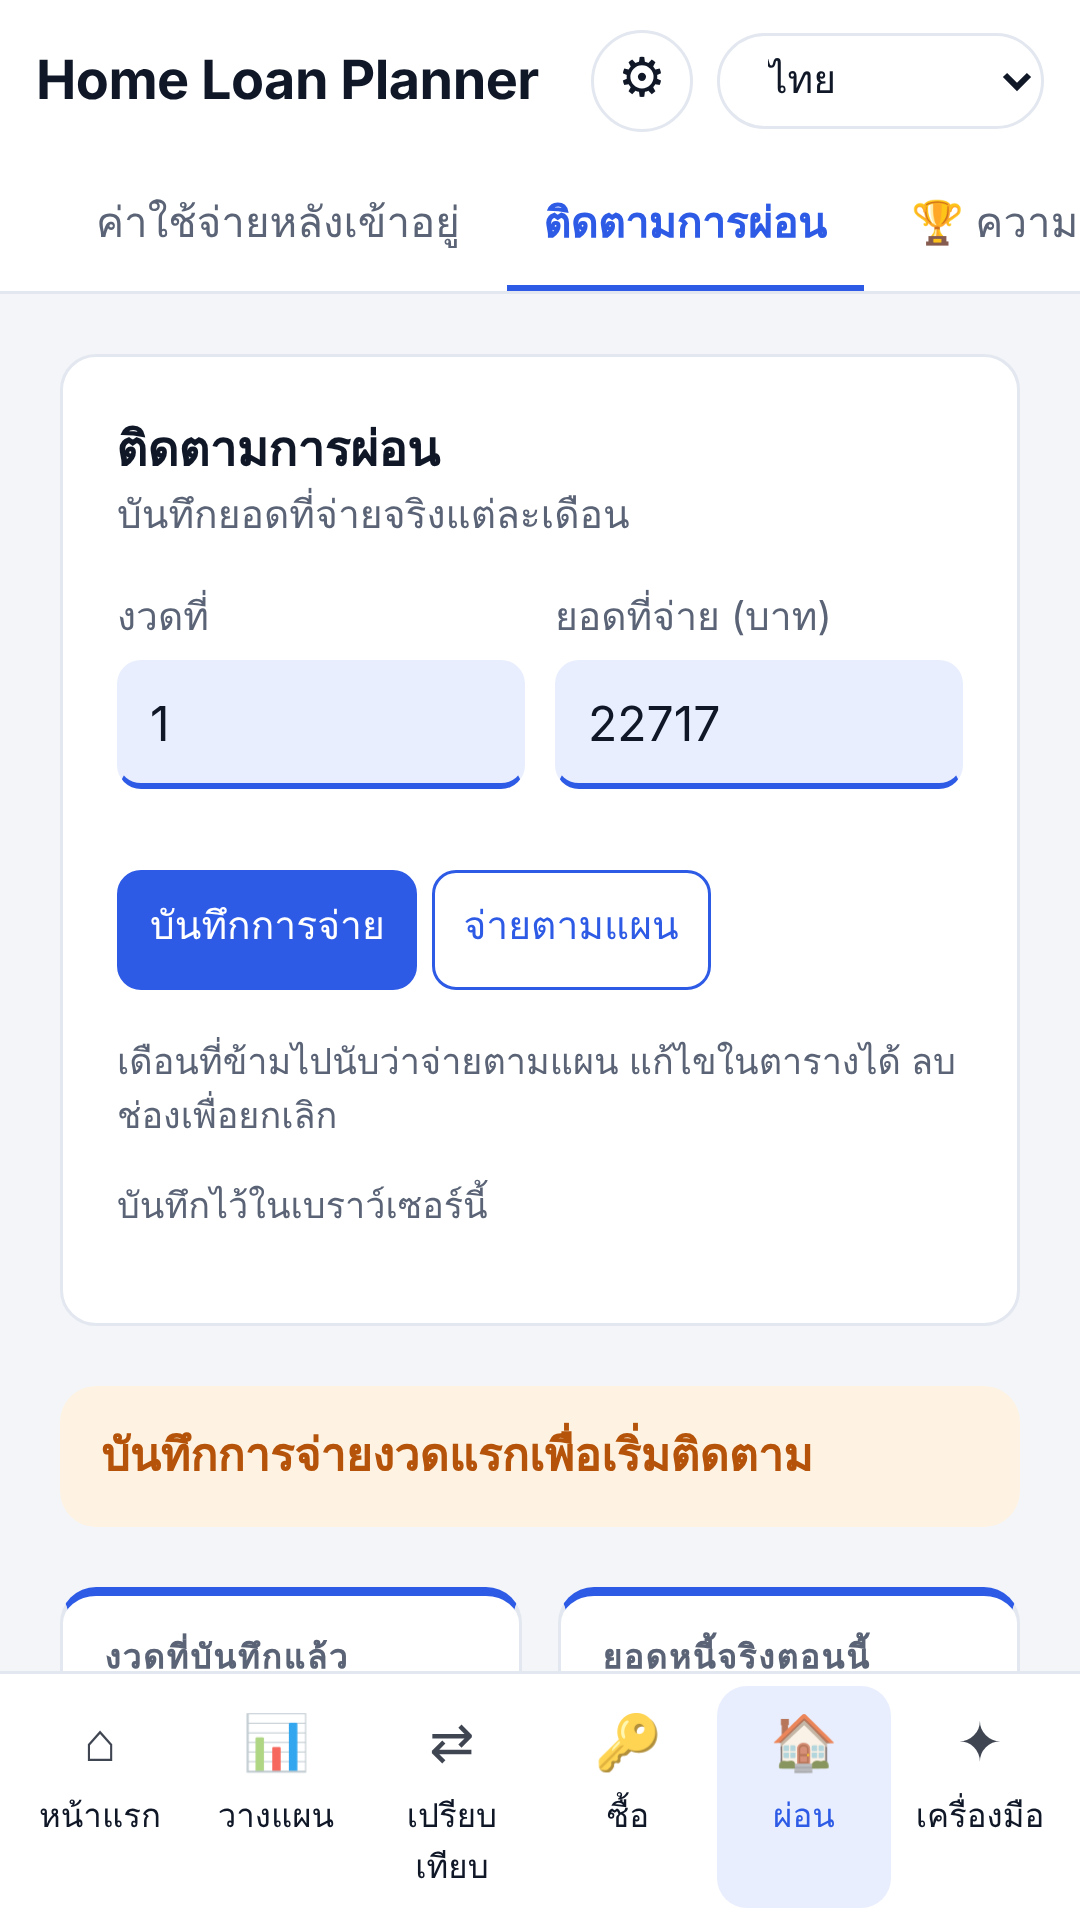 Home Loan Planner
ไทย
ค่าใช้จ่ายหลังเข้าอยู่
ติดตามการผ่อน
🏆 ความ
ติดตามการผ่อน
บันทึกยอดที่จ่ายจริงแต่ละเดือน
งวดที่
ยอดที่จ่าย (บาท)
1
22717
บันทึกการจ่าย
จ่ายตามแผน
เดือนที่ข้ามไปนับว่าจ่ายตามแผน แก้ไขในตารางได้ ลบ
ช่องเพื่อยกเลิก
บันทึกไว้ในเบราว์เซอร์นี้
บันทึกการจ่ายงวดแรกเพื่อเริ่มติดตาม
งวดที่บันทึกแล้ว
ยอดหนี้จริงตอนนี้
หน้าแรก
วางแผน
เปรียบ
เทียบ
ซื้อ
ผ่อน
เครื่องมือ